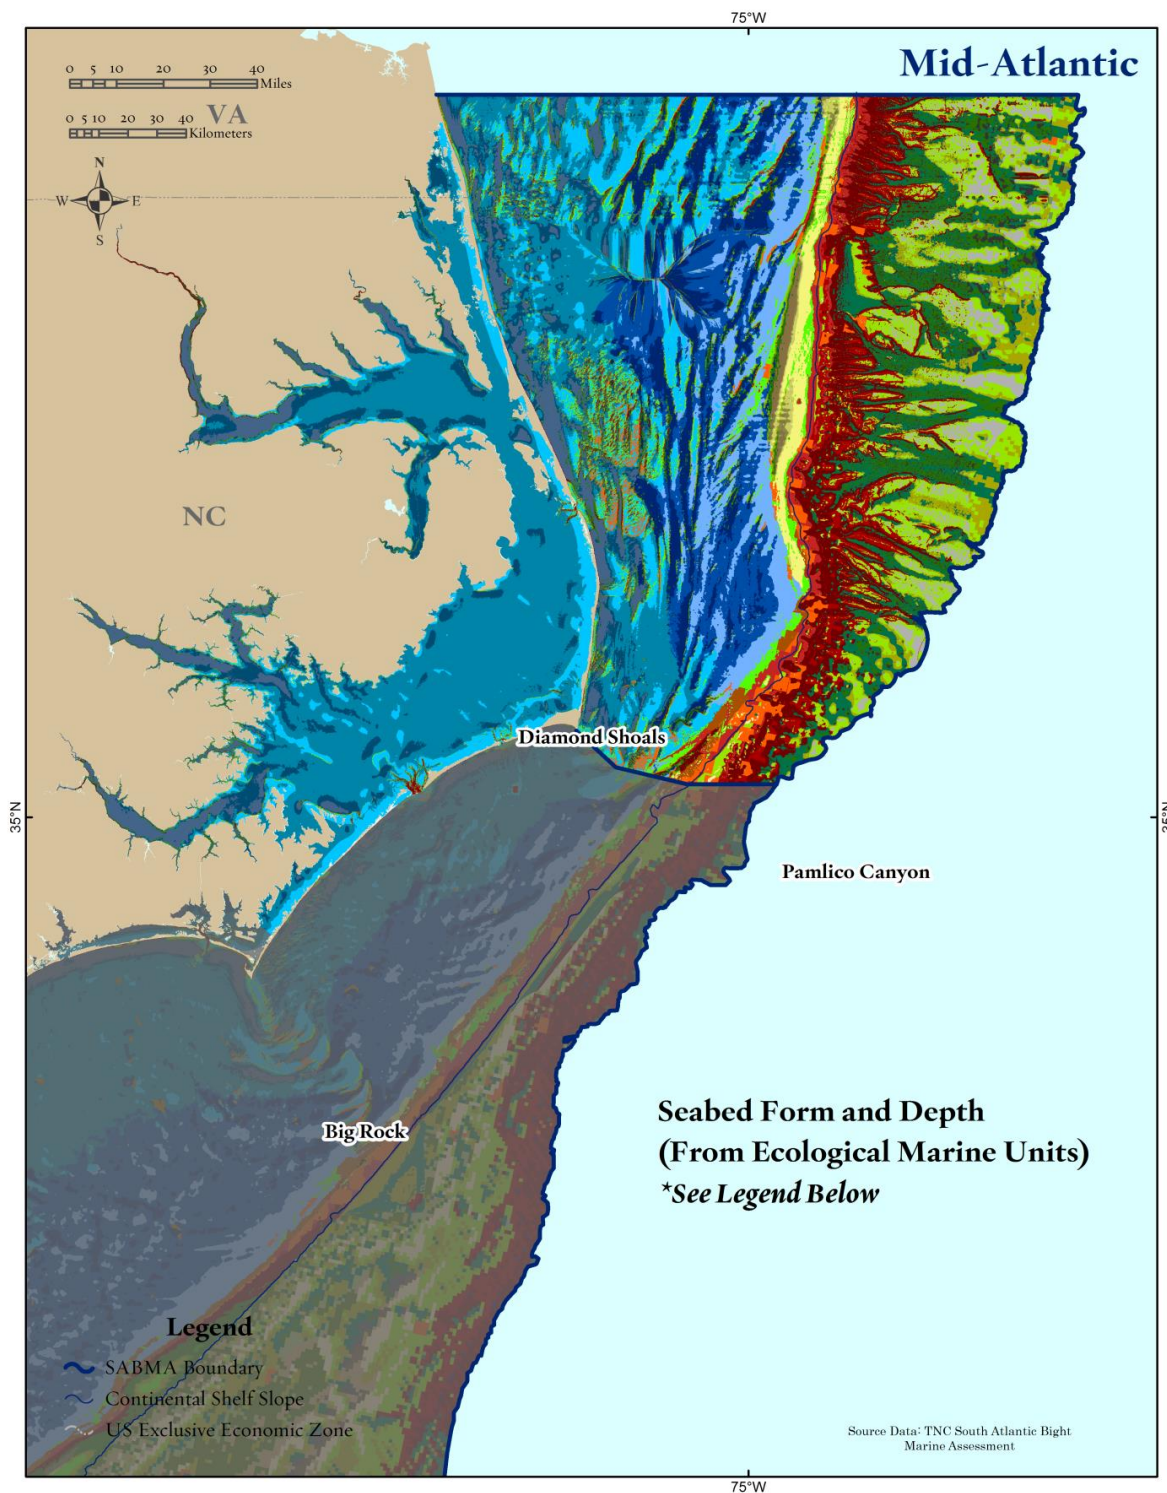 75°W
Mid-Atlantic
0 5 10 20 30 40
Miles
0 5 10 20 30 40
Kilometers
VA
N
W E
S
NC
Diamond Shoals
35°N
35°N
Pamlico Canyon
Seabed Form and Depth
(From Ecological Marine Units)
*See Legend Below
Big Rock
Legend
SABMA Boundary
Continental Shelf Slope
US Exclusive Economic Zone
Source Data: TNC South Atlantic Bight
Marine Assessment
75°W